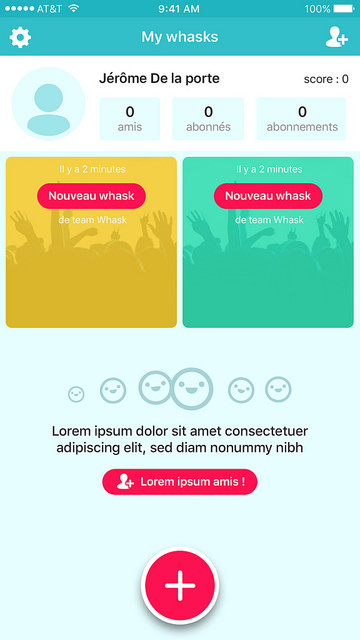 AT&T 9:41 AM 100%
My whasks
Jérôme De la porte score : 0
0 0 0
amis abonnés abonnements
Il y a 2 minutes Il y a 2 minutes
Nouveau whask Nouveau whask
de team Whask de team Whask
Lorem ipsum dolor sit amet consectetuer
adipiscing elit, sed diam nonummy nibh
Lorem ipsum amis !